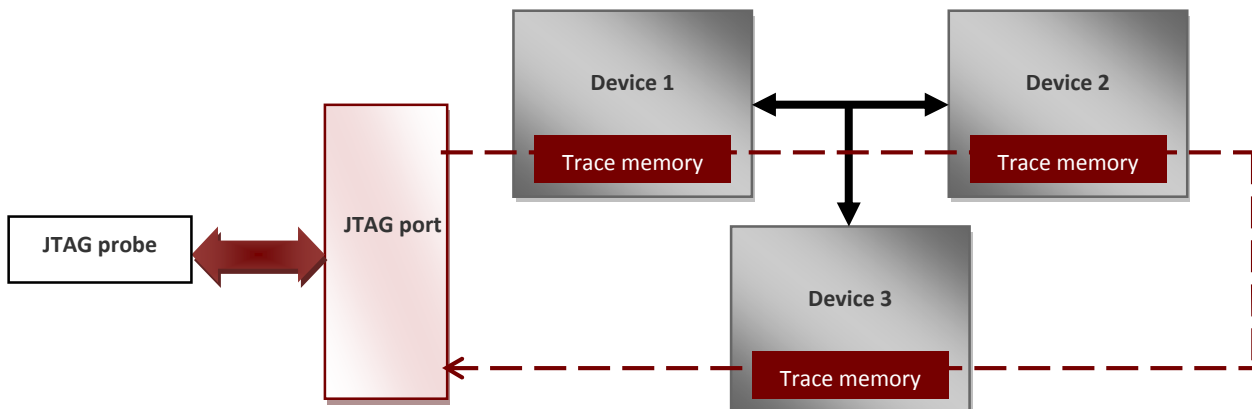 Device 1
Device 2
Trace memory
Trace memory
JTAG port
JTAG probe
Device 3
Trace memory